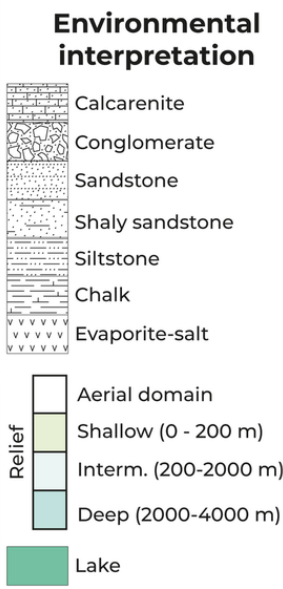 Environmental
interpretation
Calcarenite
Conglomerate
Sandstone
Shaly sandstone
Siltstone
Chalk
Evaporite-salt
Relief
Aerial domain
Shallow (0 - 200 m)
Interm. (200-2000 m)
Deep (2000-4000 m)
Lake